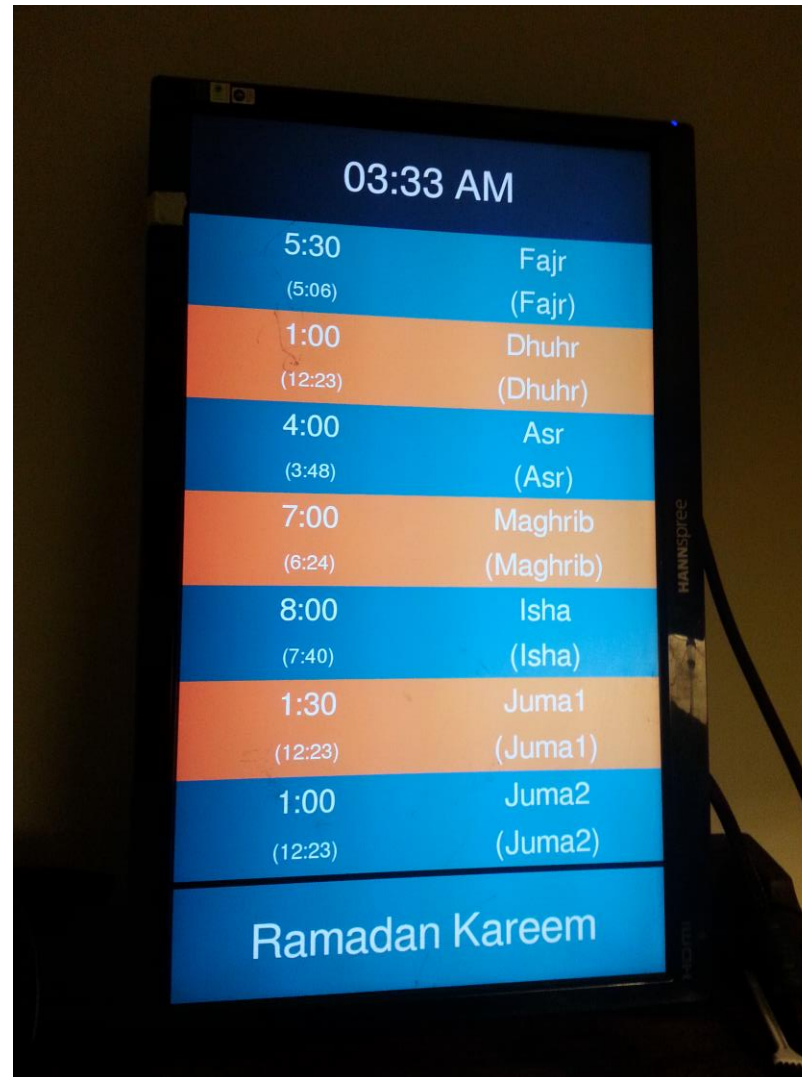 03:33 AM
5:30 Fajr
(5:06) (Fajr)
1:00 Dhuhr
(12:23) (Dhuhr)
4:00 Asr
(3:48) (Asr)
7:00 Maghrib
(6:24) (Maghrib)
8:00 Isha
(7:40) (Isha)
1:30 Juma1
(12:23) (Juma1)
1:00 Juma2
(12:23) (Juma2)
Ramadan Kareem
HANNspree
HDMI